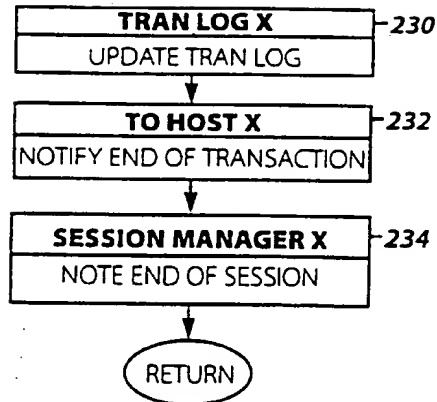 TRAN LOG X
230
UPDATE TRAN LOG
TO HOST X
232
NOTIFY END OF TRANSACTION
SESSION MANAGER X
234
NOTE END OF SESSION
RETURN